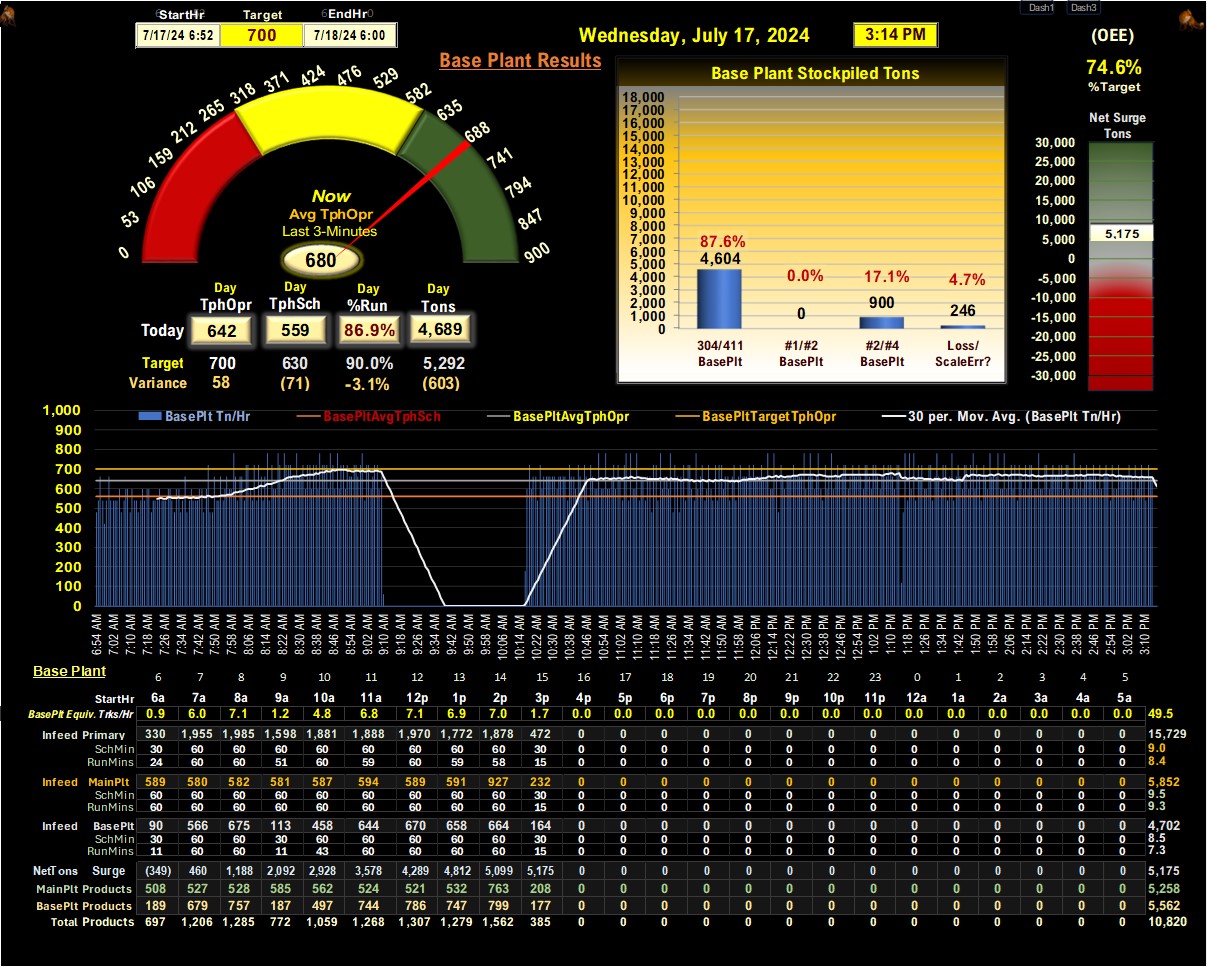 StartHr Target 6EndHr0 Dash1 Dash3
7/17/24 6:52 700 7/18/24 6:00
Wednesday, July 17, 2024 3:14 PM (OEE)
Base Plant Results
74.6%
%Target
Base Plant Stockpiled Tons
18,000
17,000
16,000
15,000
14,000
13,000
12,000
11,000
10,000
9,000
8,000
7,000
6,000
5,000
4,000
3,000
2,000
1,000
0
87.6% 0.0% 17.1% 4.7%
4,604 0 900 246
304/411 #1/#2 #2/#4 Loss/
BasePlt BasePlt BasePlt ScaleErr?
Net Surge
Tons
30,000
25,000
20,000
15,000
10,000
5,000
0
-5,000
-10,000
-15,000
-20,000
-25,000
-30,000
5,175
0 53 106 159 212 265 318 371 424 476 529 582 635 688 741 794 847 900
Now
Avg TphOpr
Last 3-Minutes
680
Day Day Day Day
TphOpr TphSch %Run Tons
Today 642 559 86.9% 4,689
Target 700 630 90.0% 5,292
Variance 58 (71) -3.1% (603)
BasePlt Tn/Hr BasePltAvgTphSch BasePltAvgTphOpr BasePltTargetTphOpr 30 per. Mov. Avg. (BasePlt Tn/Hr)
1,000
900
800
700
600
500
400
300
200
100
0
6:54 AM 7:02 AM 7:10 AM 7:18 AM 7:26 AM 7:34 AM 7:42 AM 7:50 AM 7:58 AM 8:06 AM 8:14 AM 8:22 AM 8:30 AM 8:38 AM 8:46 AM 8:54 AM 9:02 AM 9:10 AM 9:18 AM 9:26 AM 9:34 AM 9:42 AM 9:50 AM 9:58 AM 10:06 AM 10:14 AM 10:22 AM 10:30 AM 10:38 AM 10:46 AM 10:54 AM 11:02 AM 11:10 AM 11:18 AM 11:26 AM 11:34 AM 11:42 AM 11:50 AM 11:58 AM 12:06 PM 12:14 PM 12:22 PM 12:30 PM 12:38 PM 12:46 PM 12:54 PM 1:02 PM 1:10 PM 1:18 PM 1:26 PM 1:34 PM 1:42 PM 1:50 PM 1:58 PM 2:06 PM 2:14 PM 2:22 PM 2:30 PM 2:38 PM 2:46 PM 2:54 PM 3:02 PM 3:10 PM
Base Plant 6 7 8 9 10 11 12 13 14 15 16 17 18 19 20 21 22 23 0 1 2 3 4 5
StartHr 6a 7a 8a 9a 10a 11a 12p 1p 2p 3p 4p 5p 6p 7p 8p 9p 10p 11p 12a 1a 2a 3a 4a 5a
BasePlt Equiv. Trks/Hr 0.9 6.0 7.1 1.2 4.8 6.8 7.1 6.9 7.0 1.7 0.0 0.0 0.0 0.0 0.0 0.0 0.0 0.0 0.0 0.0 0.0 0.0 0.0 0.0 49.5
Infeed Primary 330 1,955 1,985 1,598 1,881 1,888 1,970 1,772 1,878 472 0 0 0 0 0 0 0 0 0 0 0 0 0 0 15,729
SchMin 30 60 60 60 60 60 60 60 60 30 0 0 0 0 0 0 0 0 0 0 0 0 0 0 9.0
RunMins 24 60 60 51 60 59 60 59 58 15 0 0 0 0 0 0 0 0 0 0 0 0 0 0 8.4
Infeed MainPlt 589 580 582 581 587 594 589 591 927 232 0 0 0 0 0 0 0 0 0 0 0 0 0 0 5,852
SchMin 60 60 60 60 60 60 60 60 60 30 0 0 0 0 0 0 0 0 0 0 0 0 0 0 9.5
RunMins 60 60 60 60 60 60 60 60 60 15 0 0 0 0 0 0 0 0 0 0 0 0 0 0 9.3
Infeed BasePlt 90 566 675 113 458 644 670 658 664 164 0 0 0 0 0 0 0 0 0 0 0 0 0 0 4,702
SchMin 30 60 60 30 60 60 60 60 60 30 0 0 0 0 0 0 0 0 0 0 0 0 0 0 8.5
RunMins 11 60 60 11 43 60 60 60 60 15 0 0 0 0 0 0 0 0 0 0 0 0 0 0 7.3
NetTons Surge (349) 460 1,188 2,092 2,928 3,578 4,289 4,812 5,099 5,175 0 0 0 0 0 0 0 0 0 0 0 0 0 0 5,175
MainPlt Products 508 527 528 585 562 524 521 532 763 208 0 0 0 0 0 0 0 0 0 0 0 0 0 0 5,258
BasePlt Products 189 679 757 187 497 744 786 747 799 177 0 0 0 0 0 0 0 0 0 0 0 0 0 0 5,562
Total Products 697 1,206 1,285 772 1,059 1,268 1,307 1,279 1,562 385 0 0 0 0 0 0 0 0 0 0 0 0 0 0 10,820